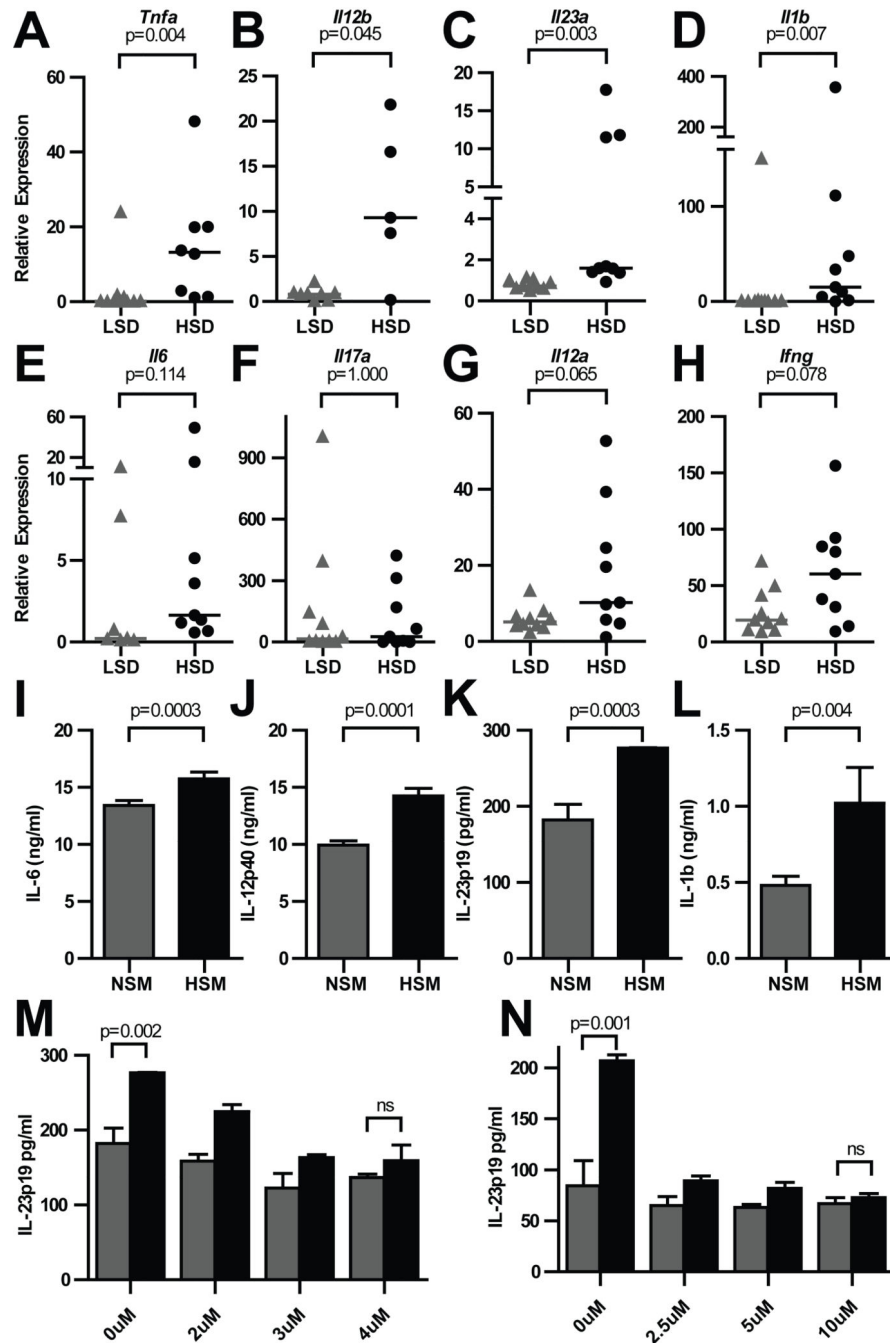 A
Tnfa
p=0.004
Relative Expression
60
40
20
0
LSD HSD
B
Il12b
p=0.045
25
20
15
10
5
0
LSD HSD
C
Il23a
p=0.003
20
15
10
5
4
2
0
LSD HSD
D
Il1b
p=0.007
400
300
200
100
0
LSD HSD
E
Il6
p=0.114
Relative Expression
60
40
20
10
5
0
LSD HSD
F
Il17a
p=1.000
900
600
300
0
LSD HSD
G
Il12a
p=0.065
60
40
20
0
LSD HSD
H
Ifng
p=0.078
200
150
100
50
0
LSD HSD
I
p=0.0003
IL-6 (ng/ml)
20
15
10
5
0
NSM HSM
J
p=0.0001
IL-12p40 (ng/ml)
20
15
10
5
0
NSM HSM
K
p=0.0003
IL-23p19 (pg/ml)
300
200
100
0
NSM HSM
L
p=0.004
IL-1b (ng/ml)
1.5
1.0
0.5
0.0
NSM HSM
M
p=0.002
ns
IL-23p19 pg/ml
300
200
100
0
0uM 2uM 3uM 4uM
N
p=0.001
ns
IL-23p19 pg/ml
200
150
100
50
0
0uM 2.5uM 5uM 10uM